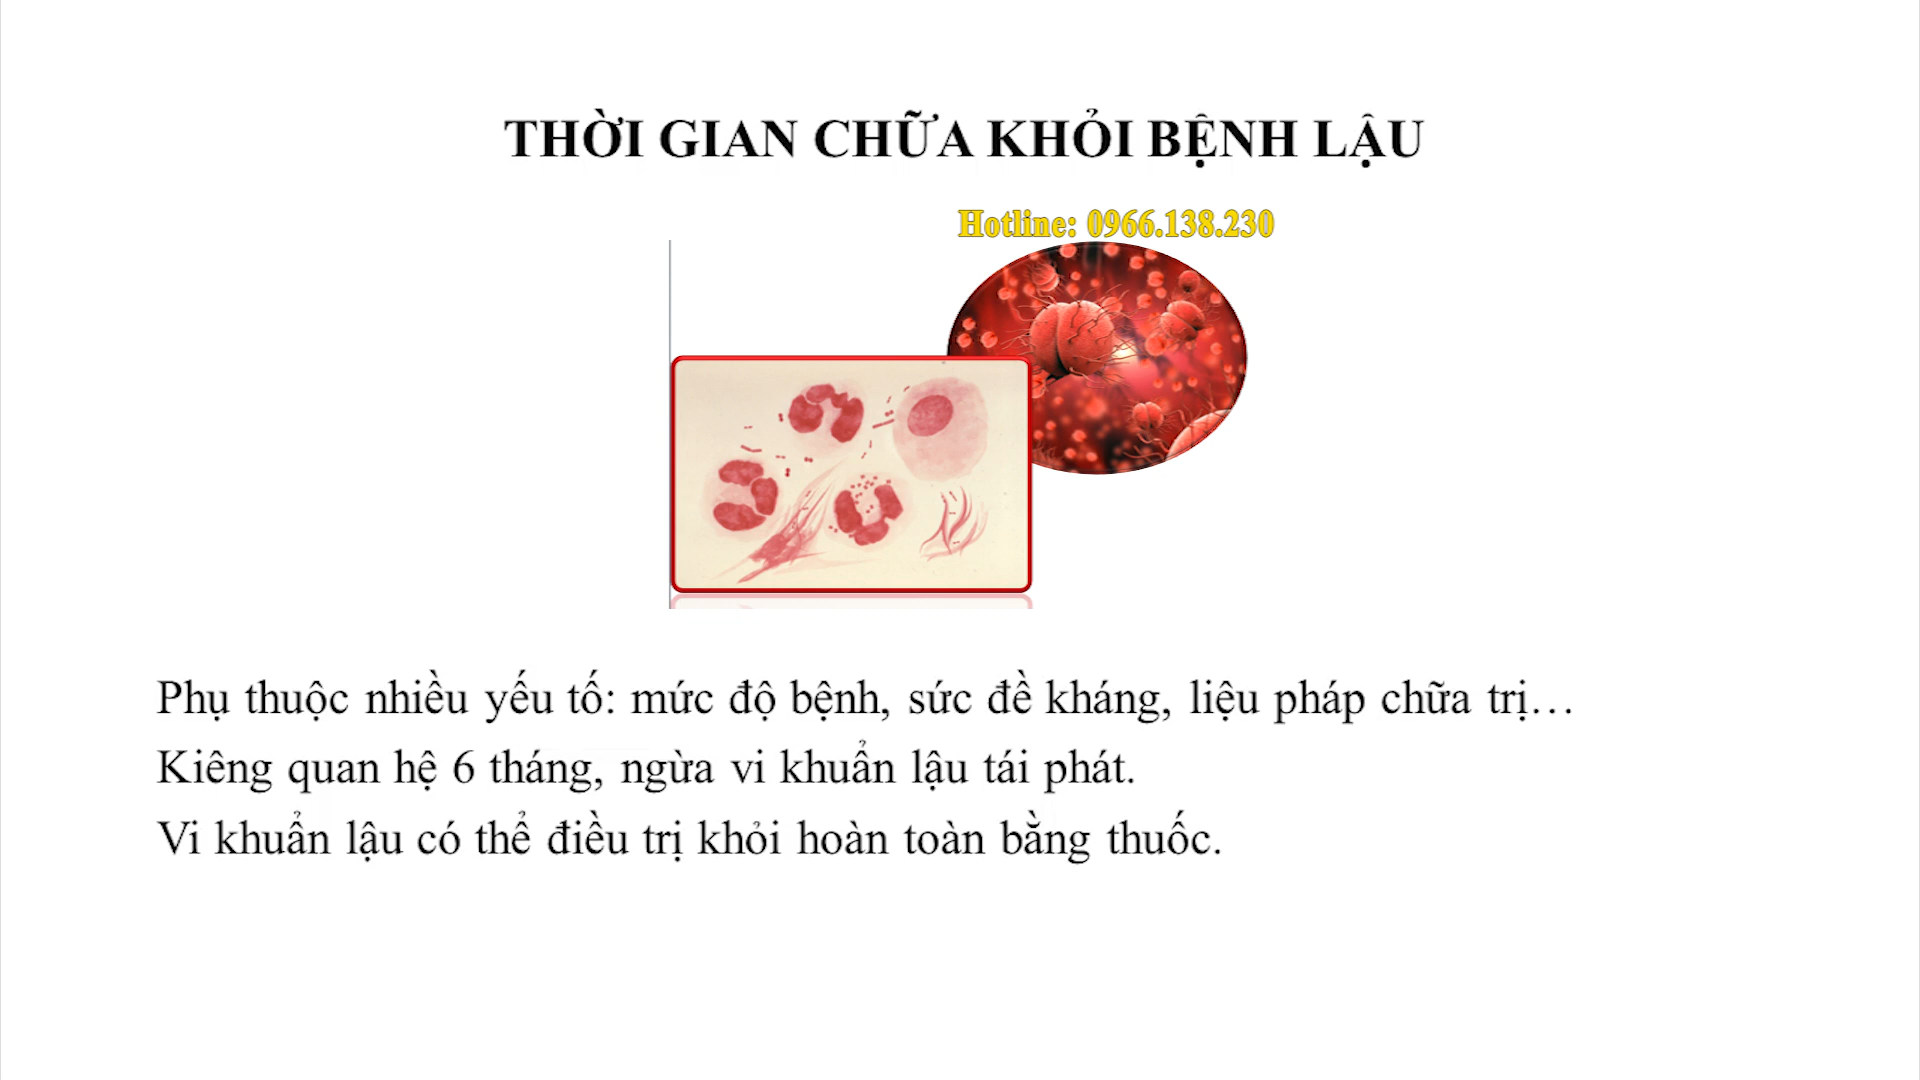 THỜI GIAN CHỮA KHỎI BỆNH LẬU
Hotline: 0966.138.230
Phụ thuộc nhiều yếu tố: mức độ bệnh, sức đề kháng, liệu pháp chữa trị…
Kiêng quan hệ 6 tháng, ngừa vi khuẩn lậu tái phát.
Vi khuẩn lậu có thể điều trị khỏi hoàn toàn bằng thuốc.